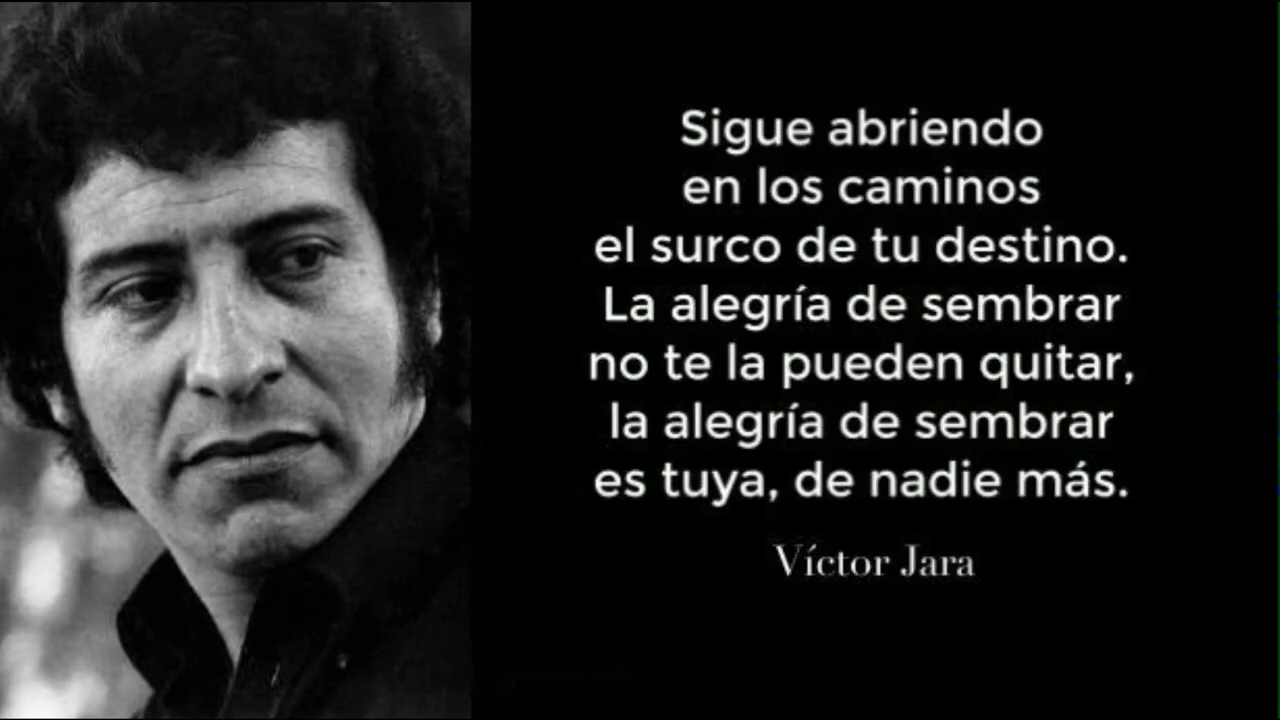 Sigue abriendo
en los caminos
el surco de tu destino.
La alegría de sembrar
no te la pueden quitar,
la alegría de sembrar
es tuya, de nadie más.
Víctor Jara